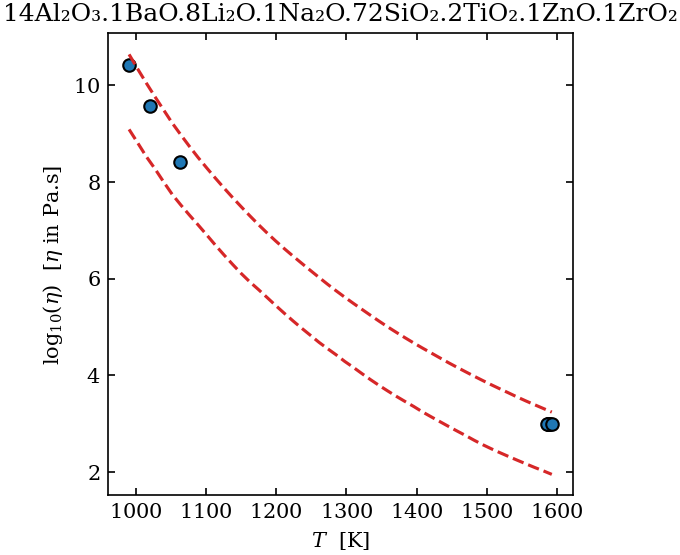 14Al₂O₃.1BaO.8Li₂O.1Na₂O.72SiO₂.2TiO₂.1ZnO.1ZrO₂
10
8
6
4
2
log₁₀(η) [η in Pa.s]
1000 1100 1200 1300 1400 1500 1600
T [K]